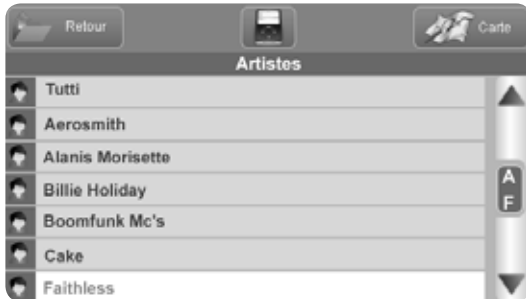 Retour
Carte
Artistes
Tutti
Aerosmith
Alanis Morisette
Billie Holiday
Boomfunk Mc's
Cake
Faithless
A
F